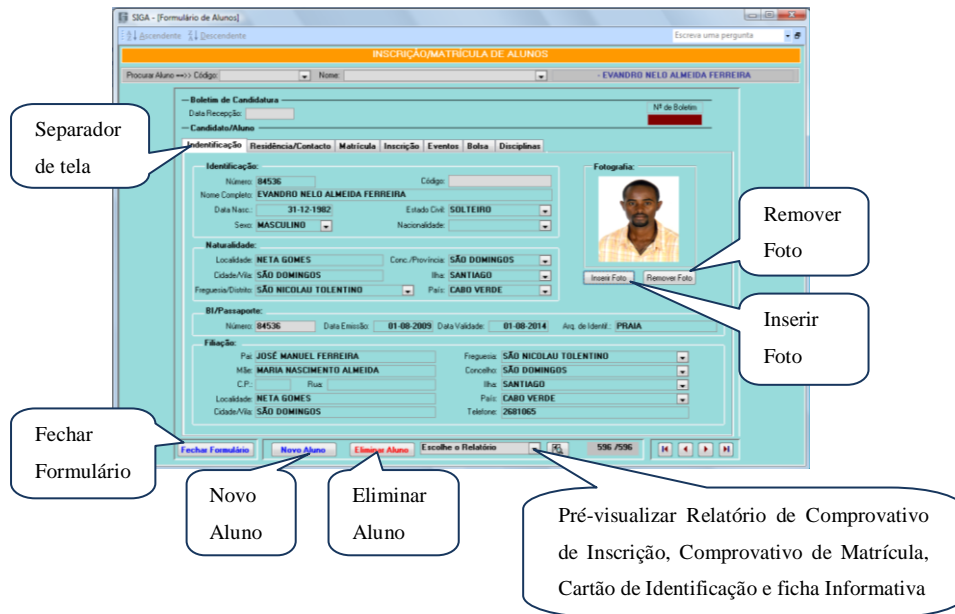 SIGA - [Formulário de Alunos]
Ascendente Descendente Escreva uma pergunta
INSCRIÇÃO/MATRÍCULA DE ALUNOS
Procurar Aluno ==>> Código: Nome: - EVANDRO NELO ALMEIDA FERREIRA
Boletim de Candidatura
Data Recepção: Nº de Boletim
Candidato/Aluno
Indentificação Residência/Contacto Matrícula Inscrição Eventos Bolsa Disciplinas
Identificação: Fotografia:
Número: 84536 Código:
Nome Completo: EVANDRO NELO ALMEIDA FERREIRA
Data Nasc.: 31-12-1982 Estado Civil: SOLTEIRO
Sexo: MASCULINO Nacionalidade:
Naturalidade:
Localidade: NETA GOMES Conc./Província: SÃO DOMINGOS
Cidade/Vila: SÃO DOMINGOS Ilha: SANTIAGO
Freguesia/Distrito: SÃO NICOLAU TOLENTINO País: CABO VERDE
Inserir Foto Remover Foto
BI/Passaporte:
Número: 84536 Data Emissão: 01-08-2009 Data Validade: 01-08-2014 Arq. de Identif.: PRAIA
Filiação:
Pai: JOSÉ MANUEL FERREIRA Freguesia: SÃO NICOLAU TOLENTINO
Mãe: MARIA NASCIMENTO ALMEIDA Concelho: SÃO DOMINGOS
C.P.: Rua: Ilha: SANTIAGO
Localidade: NETA GOMES País: CABO VERDE
Cidade/Vila: SÃO DOMINGOS Telefone: 2681065
Fechar Formulário Novo Aluno Eliminar Aluno Escolhe o Relatório 596 /596
Separador
de tela
Remover
Foto
Inserir
Foto
Fechar
Formulário
Novo
Aluno
Eliminar
Aluno
Pré-visualizar Relatório de Comprovativo
de Inscrição, Comprovativo de Matrícula,
Cartão de Identificação e ficha Informativa